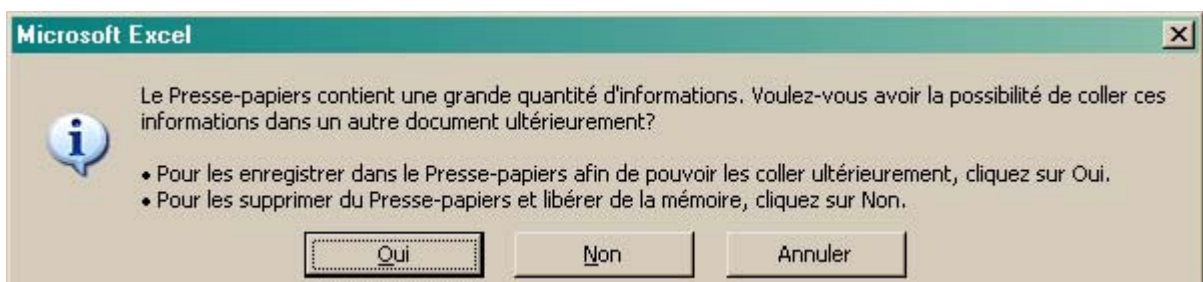 Microsoft Excel
Le Presse-papiers contient une grande quantité d'informations. Voulez-vous avoir la possibilité de coller ces
informations dans un autre document ultérieurement?
• Pour les enregistrer dans le Presse-papiers afin de pouvoir les coller ultérieurement, cliquez sur Oui.
• Pour les supprimer du Presse-papiers et libérer de la mémoire, cliquez sur Non.
Oui Non Annuler